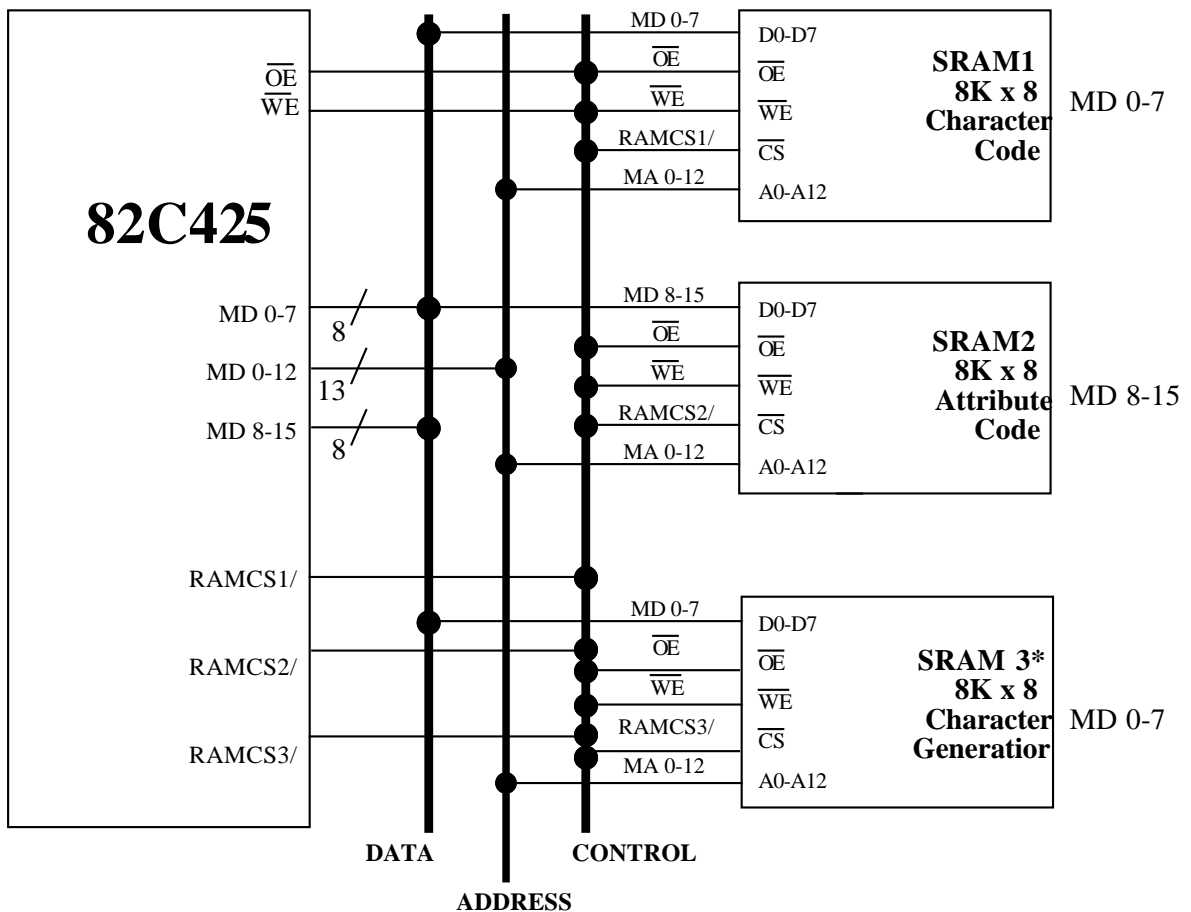 82C425
OE
WE
MD 0-7
8
MD 0-12
13
MD 8-15
8
RAMCS1/
RAMCS2/
RAMCS3/
MD 0-7
OE
WE
RAMCS1/
MA 0-12
D0-D7
OE
WE
CS
A0-A12
SRAM1
8K x 8
Character
Code
MD 0-7
MD 8-15
OE
WE
RAMCS2/
MA 0-12
D0-D7
OE
WE
CS
A0-A12
SRAM2
8K x 8
Attribute
Code
MD 8-15
MD 0-7
OE
WE
RAMCS3/
MA 0-12
D0-D7
OE
WE
CS
A0-A12
SRAM 3*
8K x 8
Character
Generation
MD 0-7
DATA
CONTROL
ADDRESS